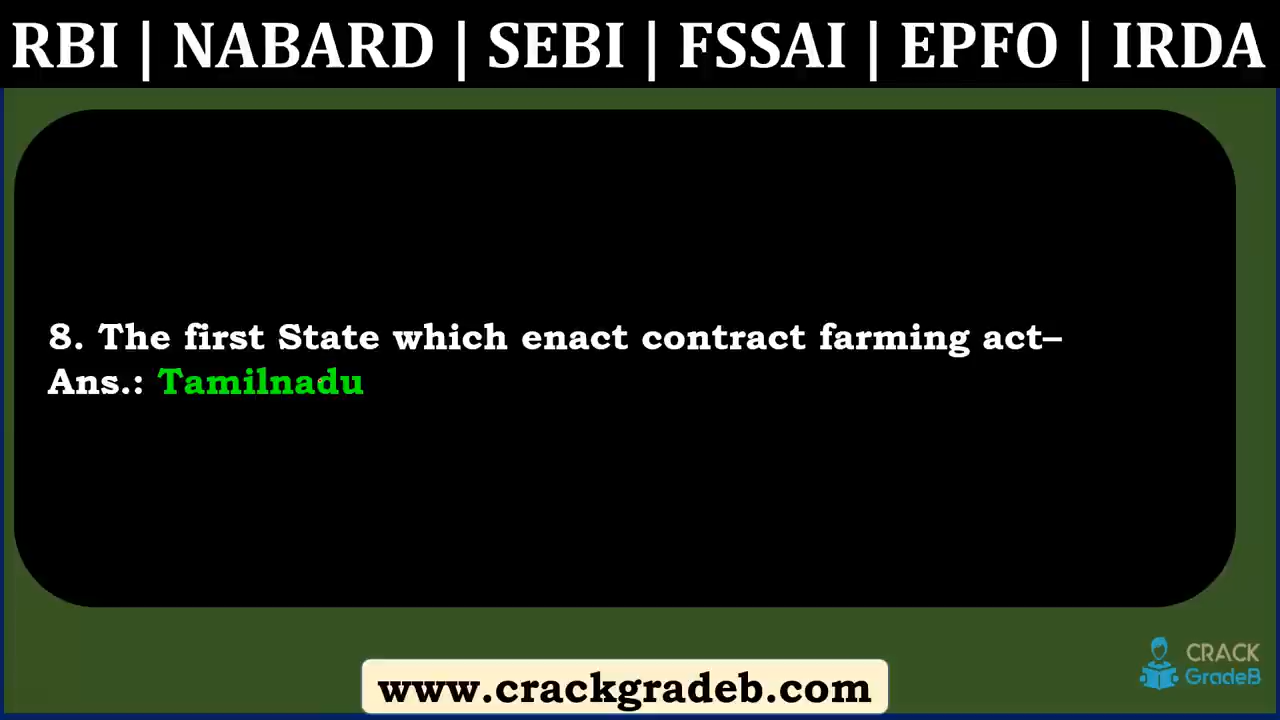 RBI | NABARD | SEBI | FSSAI | EPFO | IRDA
8. The first State which enact contract farming act–
Ans.: Tamilnadu
www.crackgradeb.com
CRACK
GradeB